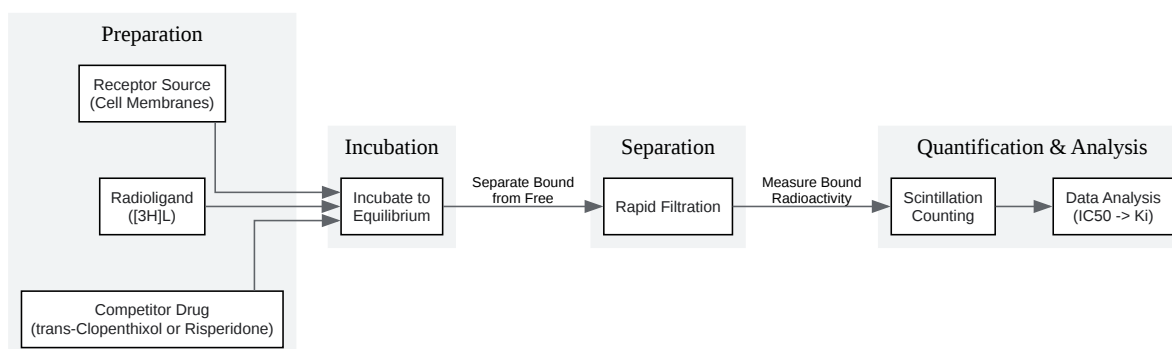 Preparation
Receptor Source
(Cell Membranes)
Radioligand
([3H]L)
Competitor Drug
(trans-Clopenthixol or Risperidone)
Incubation
Incubate to
Equilibrium
Separate Bound
from Free
Separation
Rapid Filtration
Measure Bound
Radioactivity
Quantification & Analysis
Scintillation
Counting
Data Analysis
(IC50 -> Ki)